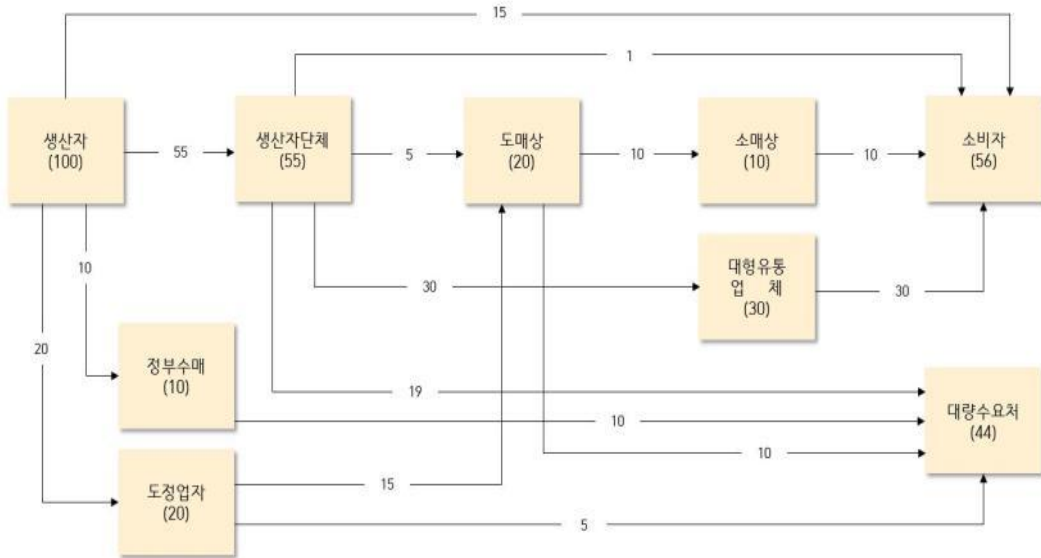 15
1
생산자
(100)
55
생산자단체
(55)
5
도매상
(20)
10
소매상
(10)
10
소비자
(56)
10
30
대형유통
업 체
(30)
30
20
정부수매
(10)
19
10
대량수요처
(44)
10
도정업자
(20)
15
5